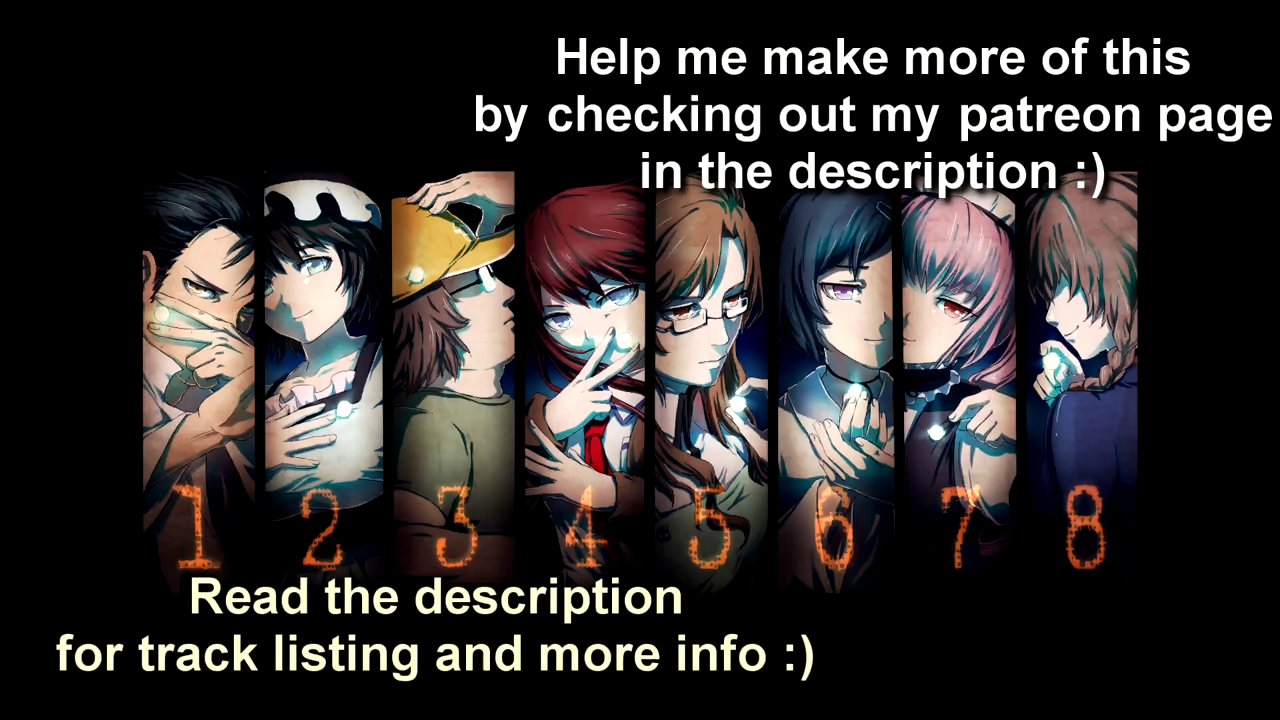 Help me make more of this
by checking out my patreon page
in the description :)
1 2 3 4 5 6 7 8
Read the description
for track listing and more info :)